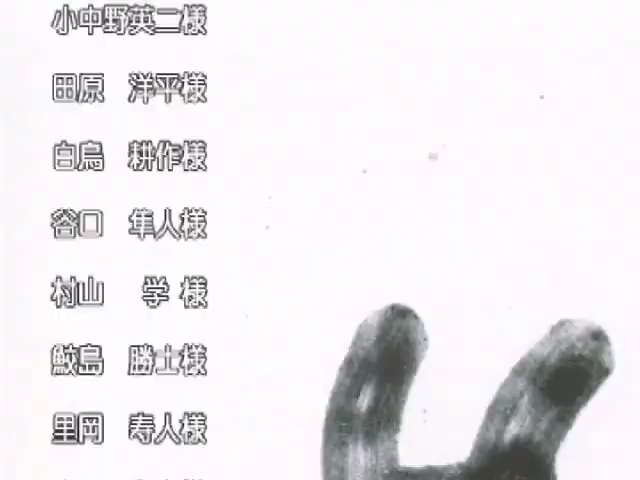 小中野英二様
田原 洋平様
白鳥 耕作様
谷口 隼人様
村山 学 様
鮫島 勝士様
里岡 寿人様